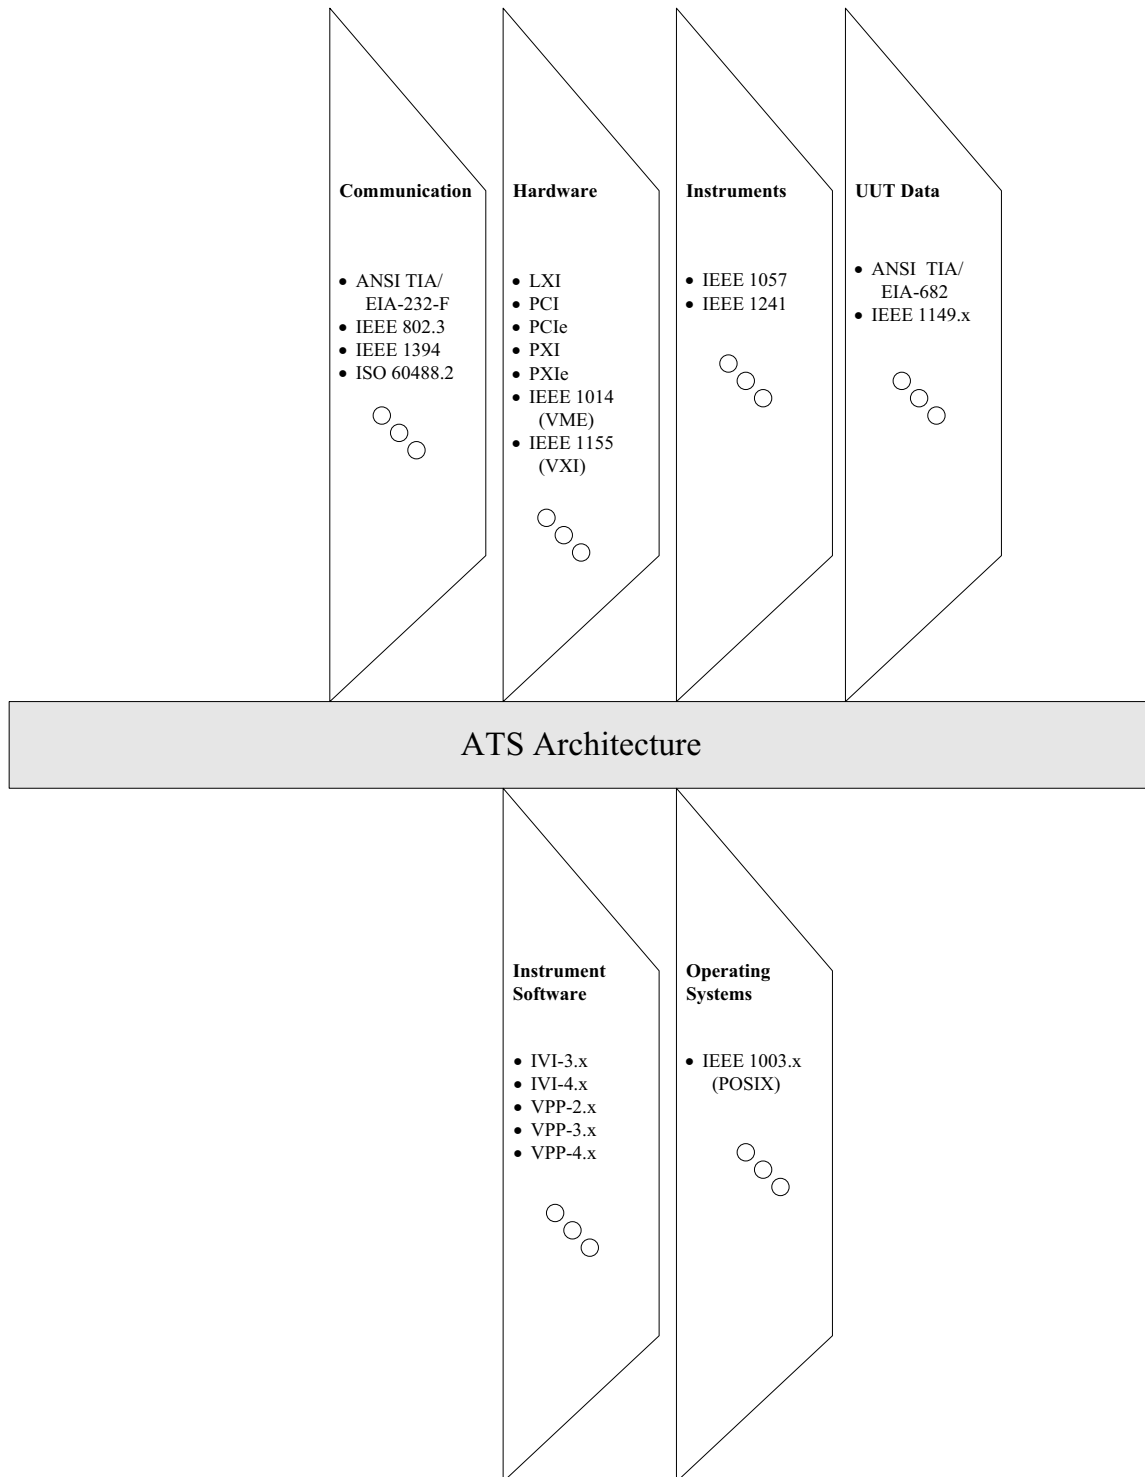 Communication
• ANSI TIA/
EIA-232-F
• IEEE 802.3
• IEEE 1394
• ISO 60488.2
Hardware
• LXI
• PCI
• PCIe
• PXI
• PXIe
• IEEE 1014
(VME)
• IEEE 1155
(VXI)
Instruments
• IEEE 1057
• IEEE 1241
UUT Data
• ANSI TIA/
EIA-682
• IEEE 1149.x
ATS Architecture
Instrument
Software
• IVI-3.x
• IVI-4.x
• VPP-2.x
• VPP-3.x
• VPP-4.x
Operating
Systems
• IEEE 1003.x
(POSIX)